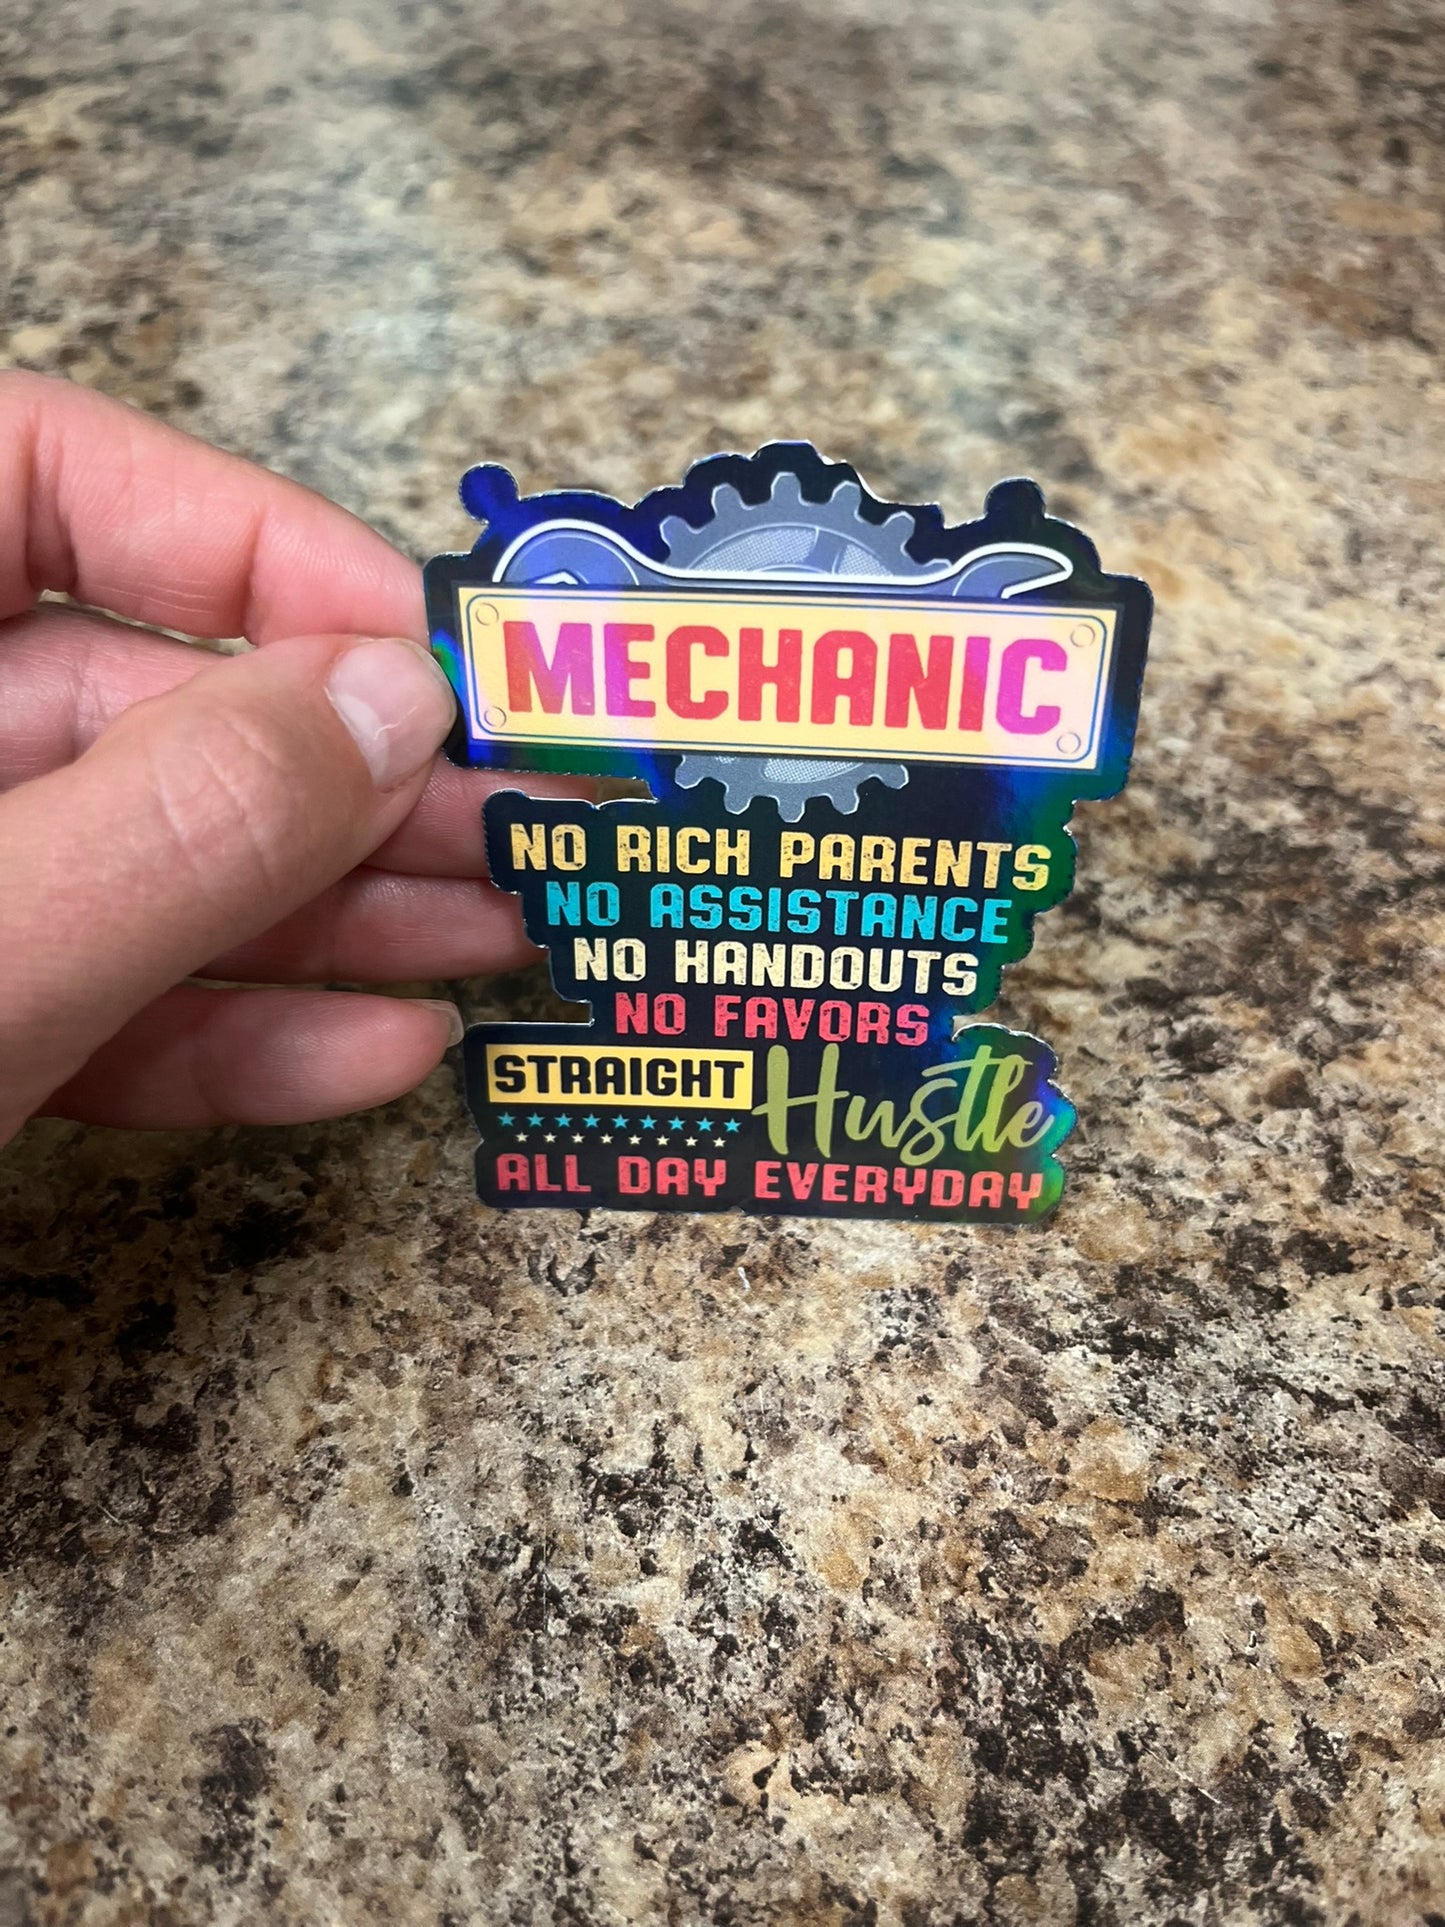 MECHANIC
NO RICH PARENTS
NO ASSISTANCE
NO HANDOUTS
NO FAVORS
STRAIGHT Hustle
ALL DAY EVERYDAY